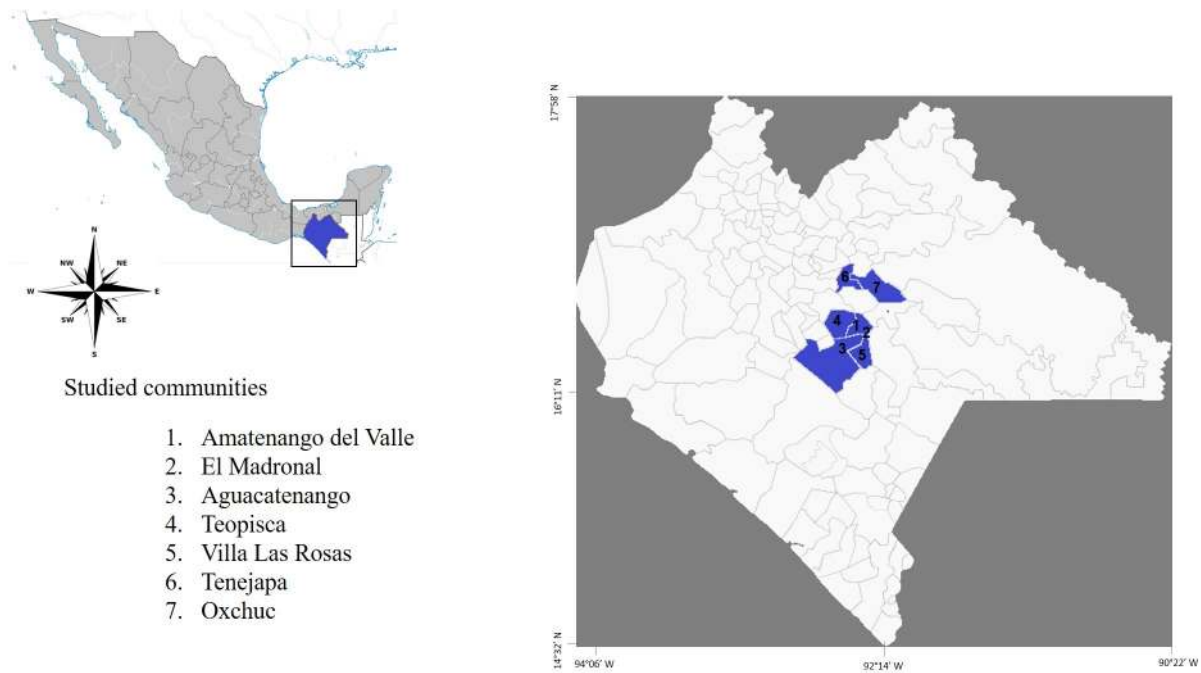 N
NW
NE
W
E
SW
SE
S
Studied communities
1. Amatenango del Valle
2. El Madronal
3. Aguacatenango
4. Teopisca
5. Villa Las Rosas
6. Tenejapa
7. Oxchuc
17°58' N
16°11' N
14°32' N
6
7
4
1
2
3
5
94°06' W
92°14' W
90°22' W